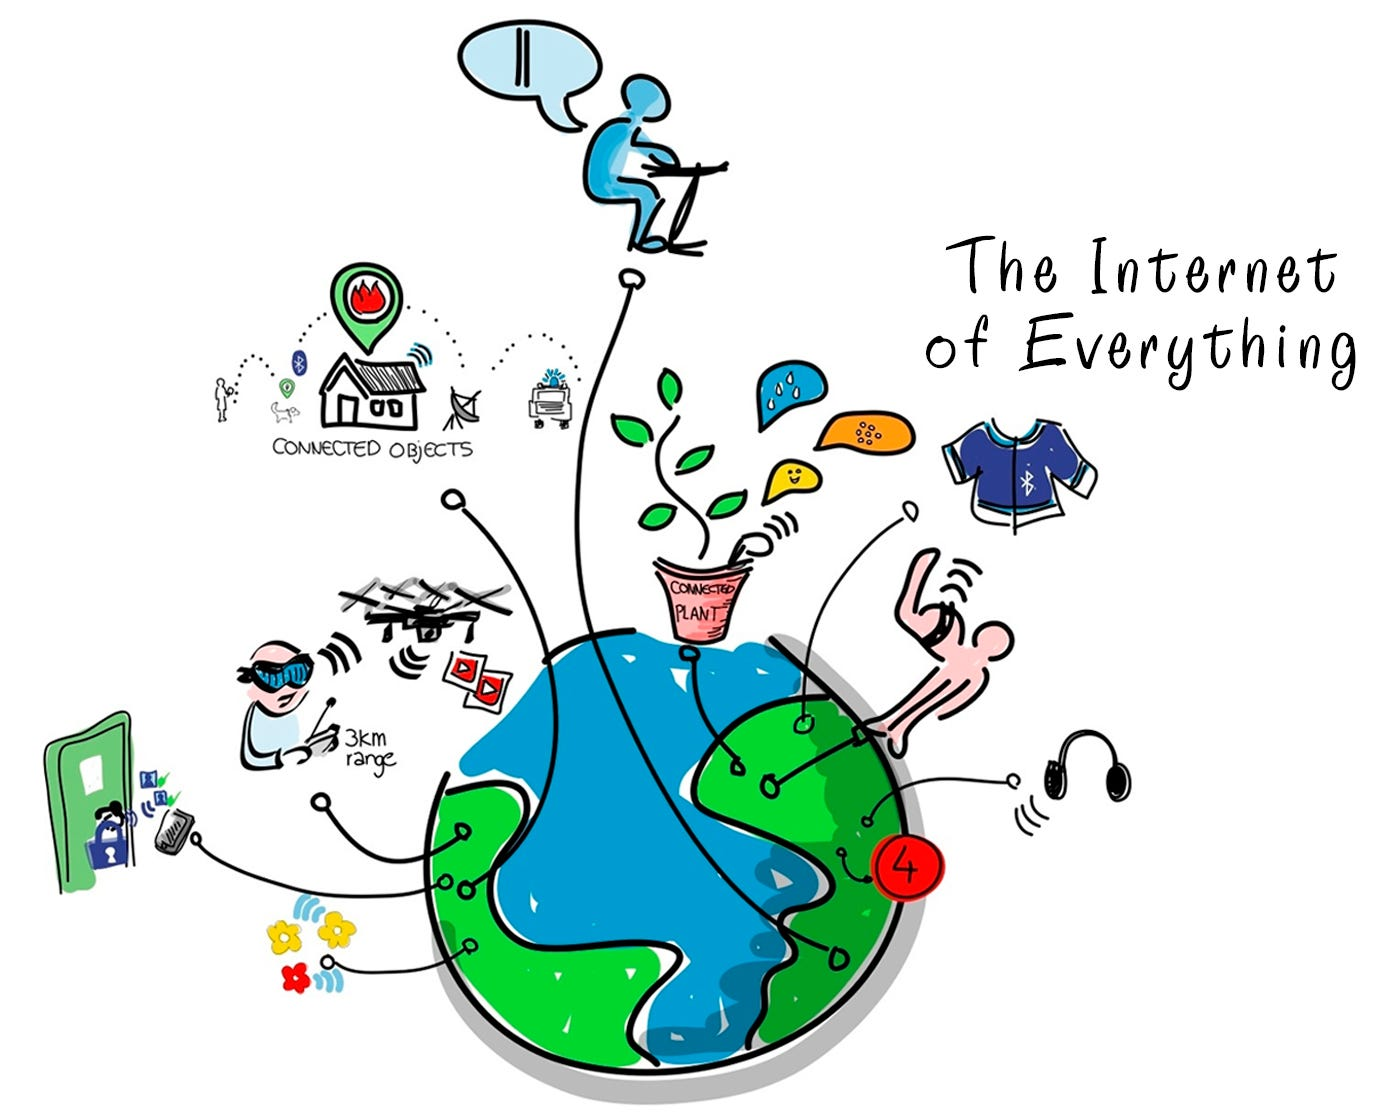 The Internet
of Everything
CONNECTED OBJECTS
CONNECTED
PLANT
3km
range
4